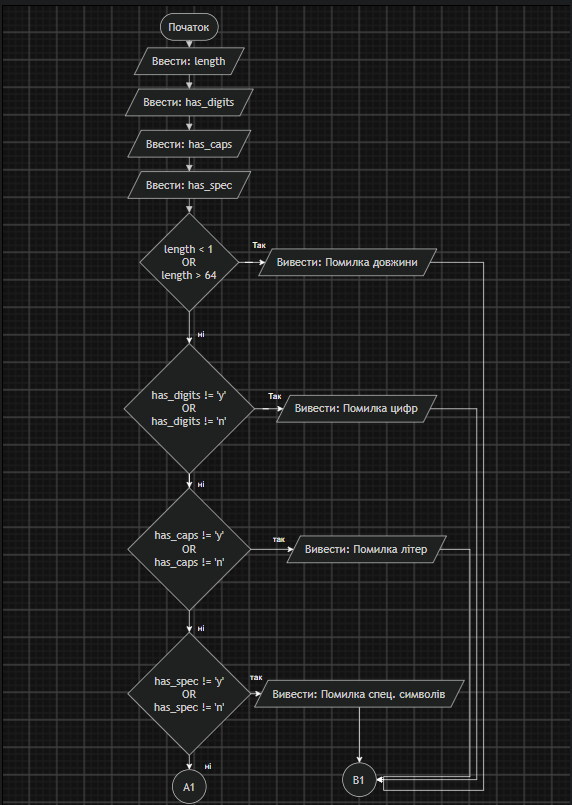 Початок
Ввести: length
Ввести: has_digits
Ввести: has_caps
Ввести: has_spec
length < 1
OR
length > 64
Так
Вивести: Помилка довжини
ні
has_digits != 'y'
OR
has_digits != 'n'
Так
Вивести: Помилка цифр
ні
has_caps != 'y'
OR
has_caps != 'n'
так
Вивести: Помилка літер
ні
has_spec != 'y'
OR
has_spec != 'n'
так
Вивести: Помилка спец. символів
ні
A1
B1